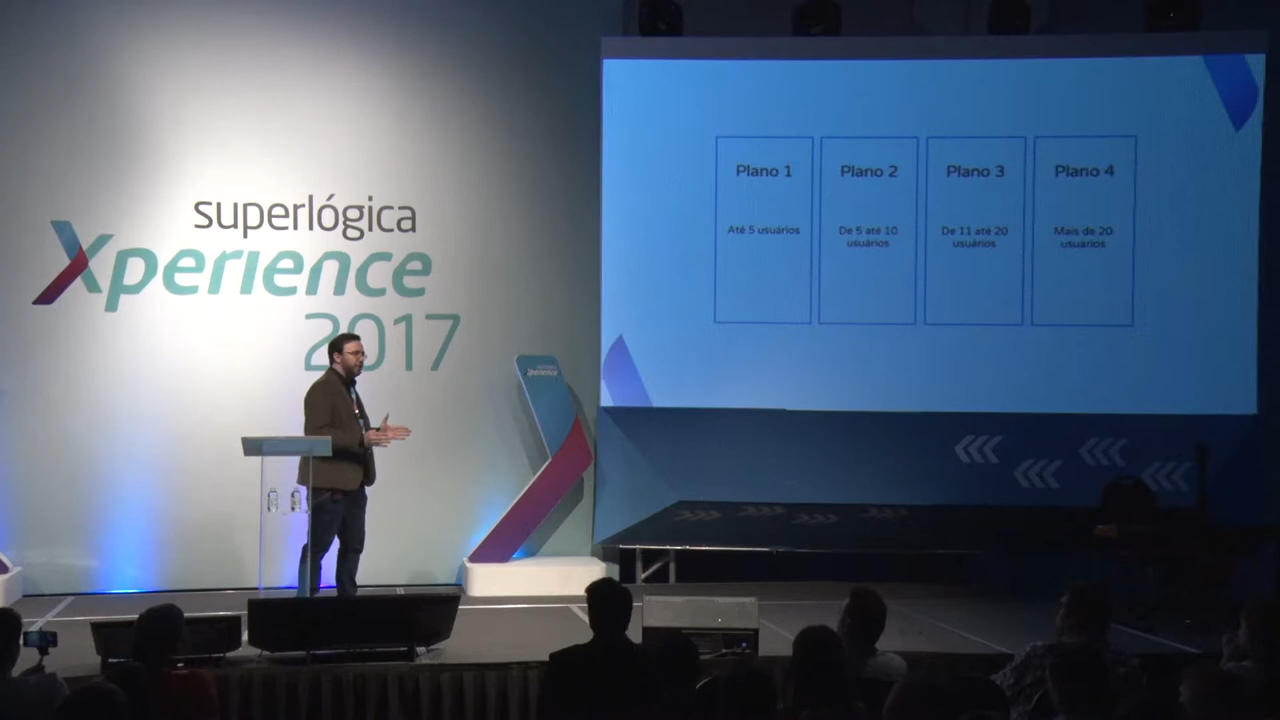 superlógica
Xperience
2017
Xperience
Plano 1
Até 5 usuários
Plano 2
De 5 até 10
usuários
Plano 3
De 11 até 20
usuários
Plano 4
Mais de 20
usuários